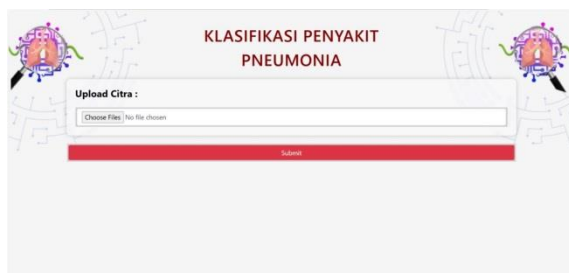 KLASIFIKASI PENYAKIT
PNEUMONIA
Upload Citra :
Choose Files No file chosen
Submit